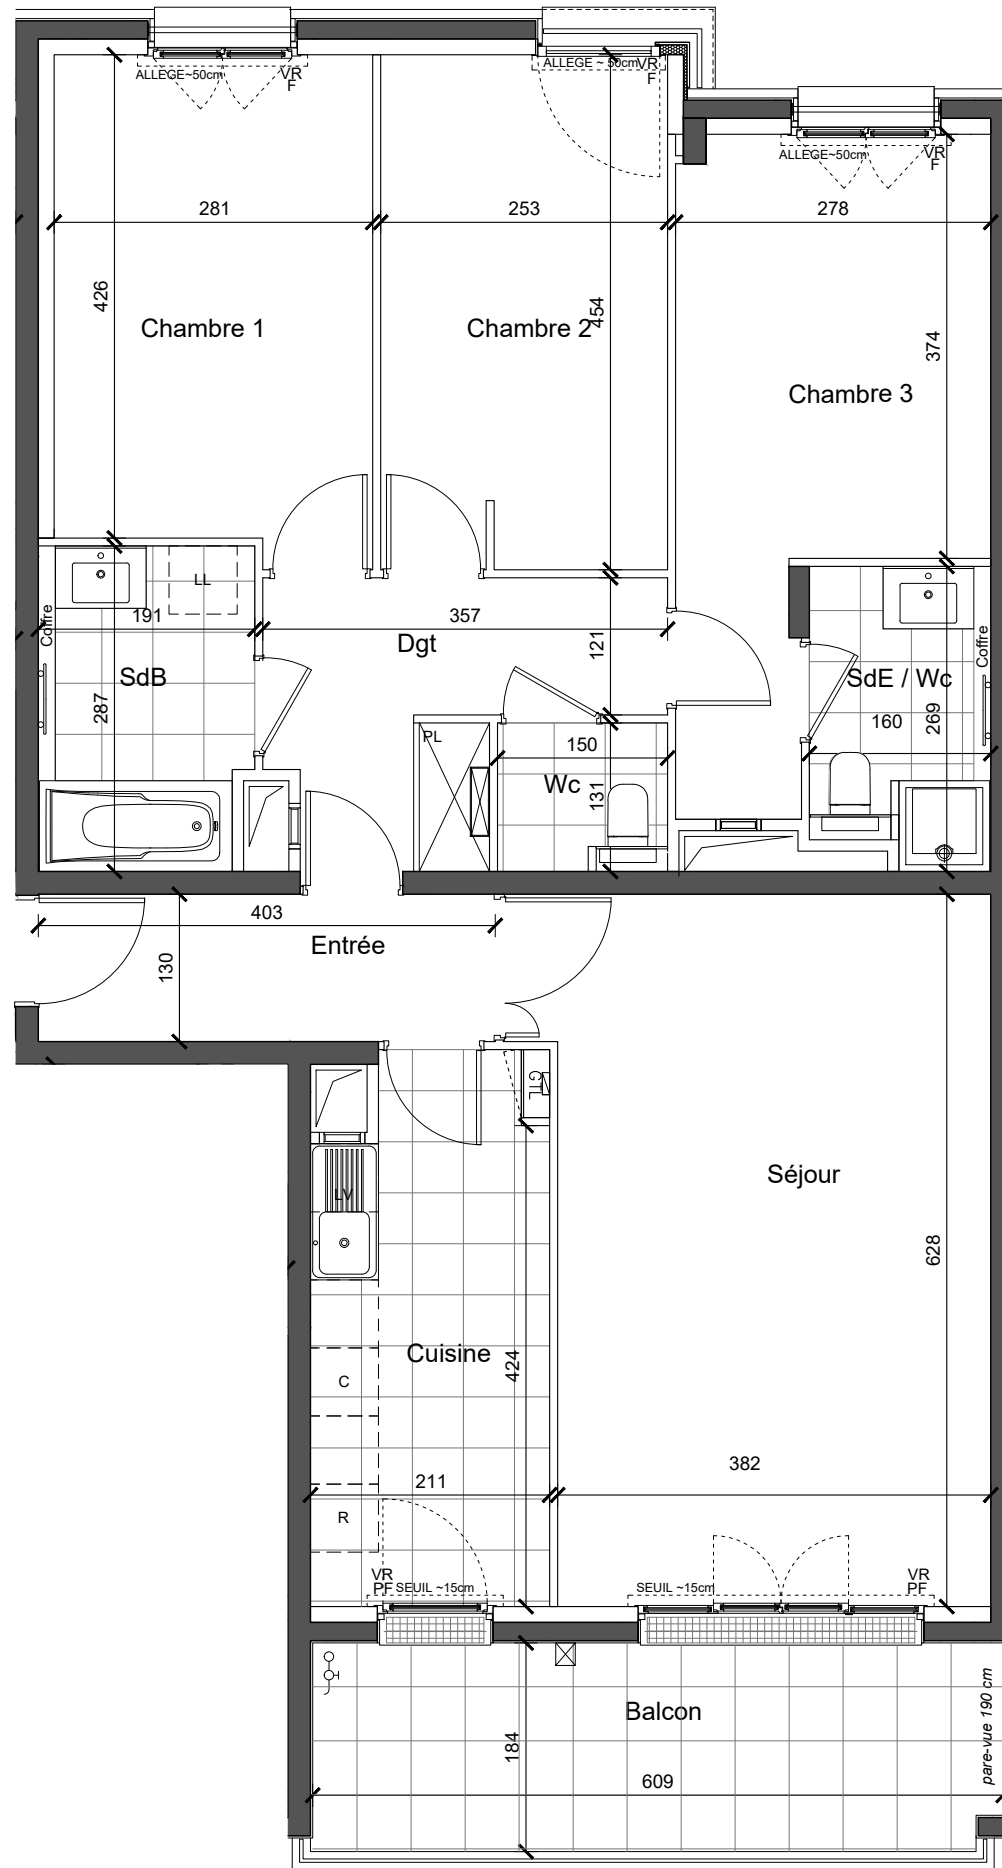 ALLEGE~50cm
VR
F
ALLEGE ~ 50cm
VR
F
ALLEGE~50cm
VR
F
281
253
278
426
454
374
Chambre 1
Chambre 2
Chambre 3
LL
Coffre
191
357
Dgt
121
SdB
287
Coffre
SdE / Wc
160
269
PL
150
Wc
131
403
Entrée
130
GTL
LV
Séjour
628
Cuisine
424
C
211
382
R
VR
PF
SEUIL ~15cm
SEUIL ~15cm
VR
PF
Balcon
184
609
pare-vue 190 cm